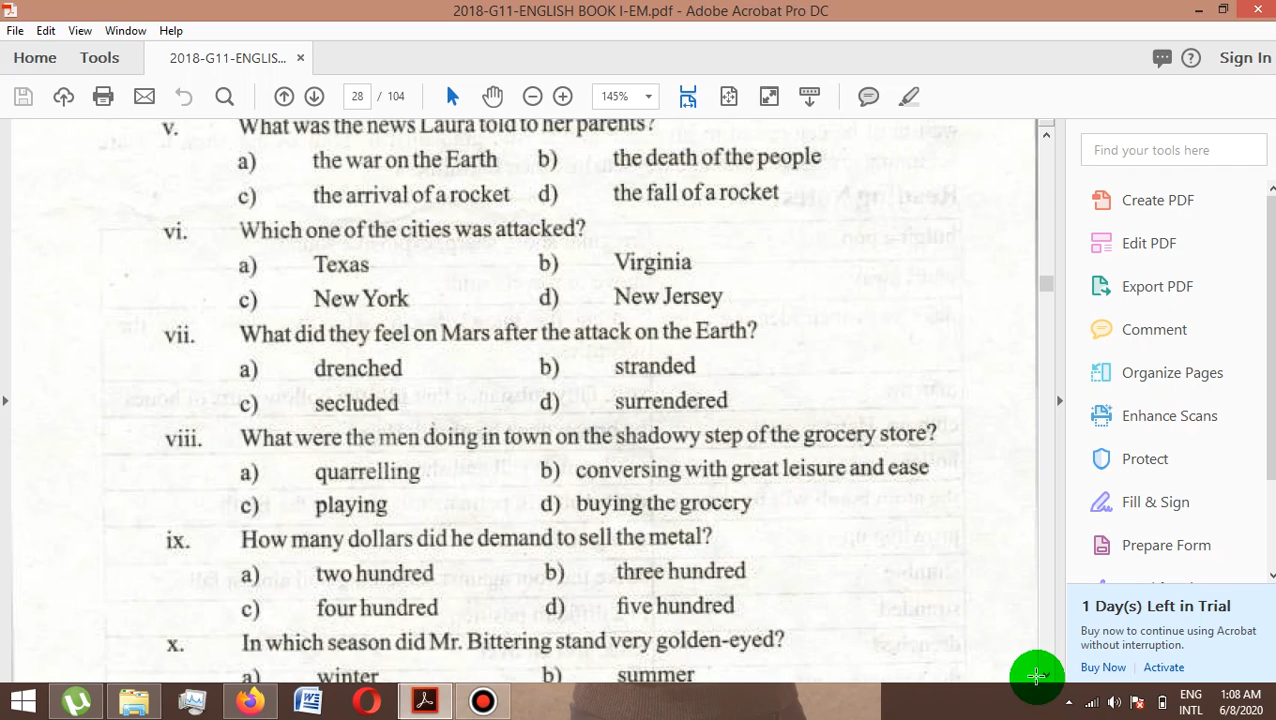 2018-G11-ENGLISH BOOK I-EM.pdf - Adobe Acrobat Pro DC
File Edit View Window Help
Home Tools 2018-G11-ENGLIS... × Sign In
28 / 104 145%
v. What was the news Laura told to her parents?
a) the war on the Earth b) the death of the people
c) the arrival of a rocket d) the fall of a rocket
vi. Which one of the cities was attacked?
a) Texas b) Virginia
c) New York d) New Jersey
vii. What did they feel on Mars after the attack on the Earth?
a) drenched b) stranded
c) secluded d) surrendered
viii. What were the men doing in town on the shadowy step of the grocery store?
a) quarrelling b) conversing with great leisure and ease
c) playing d) buying the grocery
ix. How many dollars did he demand to sell the metal?
a) two hundred b) three hundred
c) four hundred d) five hundred
x. In which season did Mr. Bittering stand very golden-eyed?
a) winter b) summer
Find your tools here
Create PDF
Edit PDF
Export PDF
Comment
Organize Pages
Enhance Scans
Protect
Fill & Sign
Prepare Form
1 Day(s) Left in Trial
Buy now to continue using Acrobat
without interruption.
Buy Now Activate
ENG
INTL
1:08 AM
6/8/2020